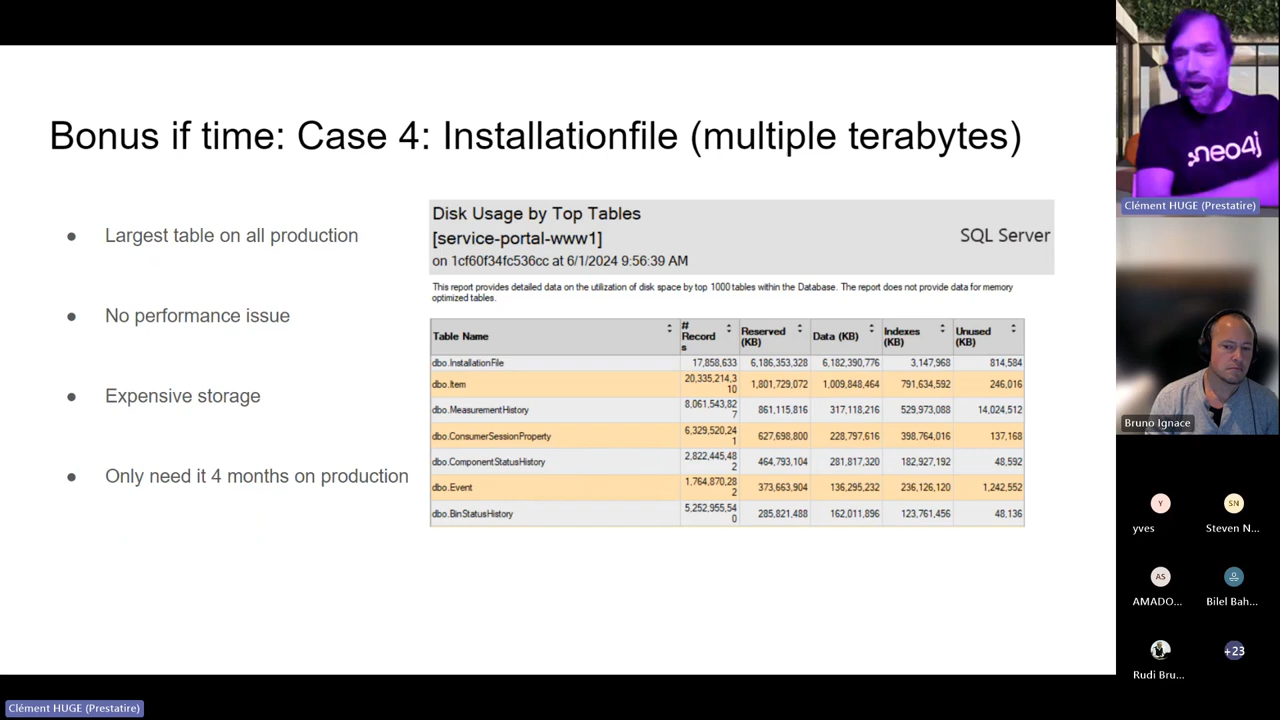 Bonus if time: Case 4: Installationfile (multiple terabytes)
● Largest table on all production
● No performance issue
● Expensive storage
● Only need it 4 months on production
Disk Usage by Top Tables
[service-portal-www1]
SQL Server
on 1cf60f34fc536cc at 6/1/2024 9:56:39 AM
This report provides detailed data on the utilization of disk space by top 1000 tables within the Database. The report does not provide data for memory
optimized tables.
Table Name # Records Reserved (KB) Data (KB) Indexes (KB) Unused (KB)
dbo.InstallationFile 17,858,633 6,186,353,328 6,182,390,776 3,147,968 814,584
dbo.Item 20,335,214,310 1,801,729,072 1,009,848,464 791,634,592 246,016
dbo.MeasurementHistory 8,061,543,827 861,115,816 317,118,216 529,973,088 14,024,512
dbo.ConsumerSessionProperty 6,329,520,241 627,698,800 228,797,616 398,764,016 137,168
dbo.ComponentStatusHistory 2,822,445,482 464,793,104 281,817,320 182,927,192 48,592
dbo.Event 1,764,870,282 373,663,904 136,295,232 236,126,120 1,242,552
dbo.BinStatusHistory 5,252,955,540 285,821,488 162,011,896 123,761,456 48,136
neo4j
Clément HUGE (Prestatire)
Bruno Ignace
Y
SN
yves
Steven N...
AS
AMADO...
Bilel Bah...
+23
Rudi Bru...
Clément HUGE (Prestatire)